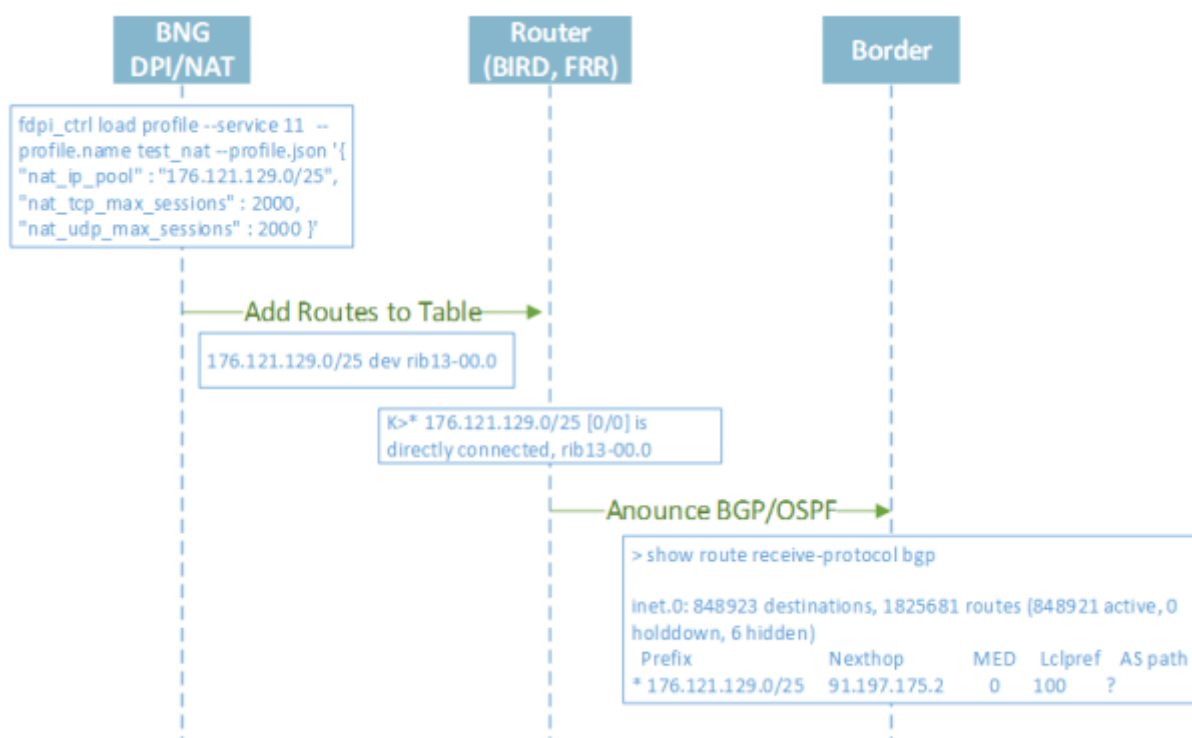 BNG
DPI/NAT
Router
(BIRD, FRR)
Border
fdpi_ctrl load profile --service 11 --
profile.name test_nat --profile.json '{
"nat_ip_pool" : "176.121.129.0/25",
"nat_tcp_max_sessions" : 2000,
"nat_udp_max_sessions" : 2000 }'
Add Routes to Table
176.121.129.0/25 dev rib13-00.0
K>* 176.121.129.0/25 [0/0] is
directly connected, rib13-00.0
Anounce BGP/OSPF
> show route receive-protocol bgp
inet.0: 848923 destinations, 1825681 routes (848921 active, 0
holddown, 6 hidden)
Prefix Nexthop MED Lclpref AS path
* 176.121.129.0/25 91.197.175.2 0 100 ?